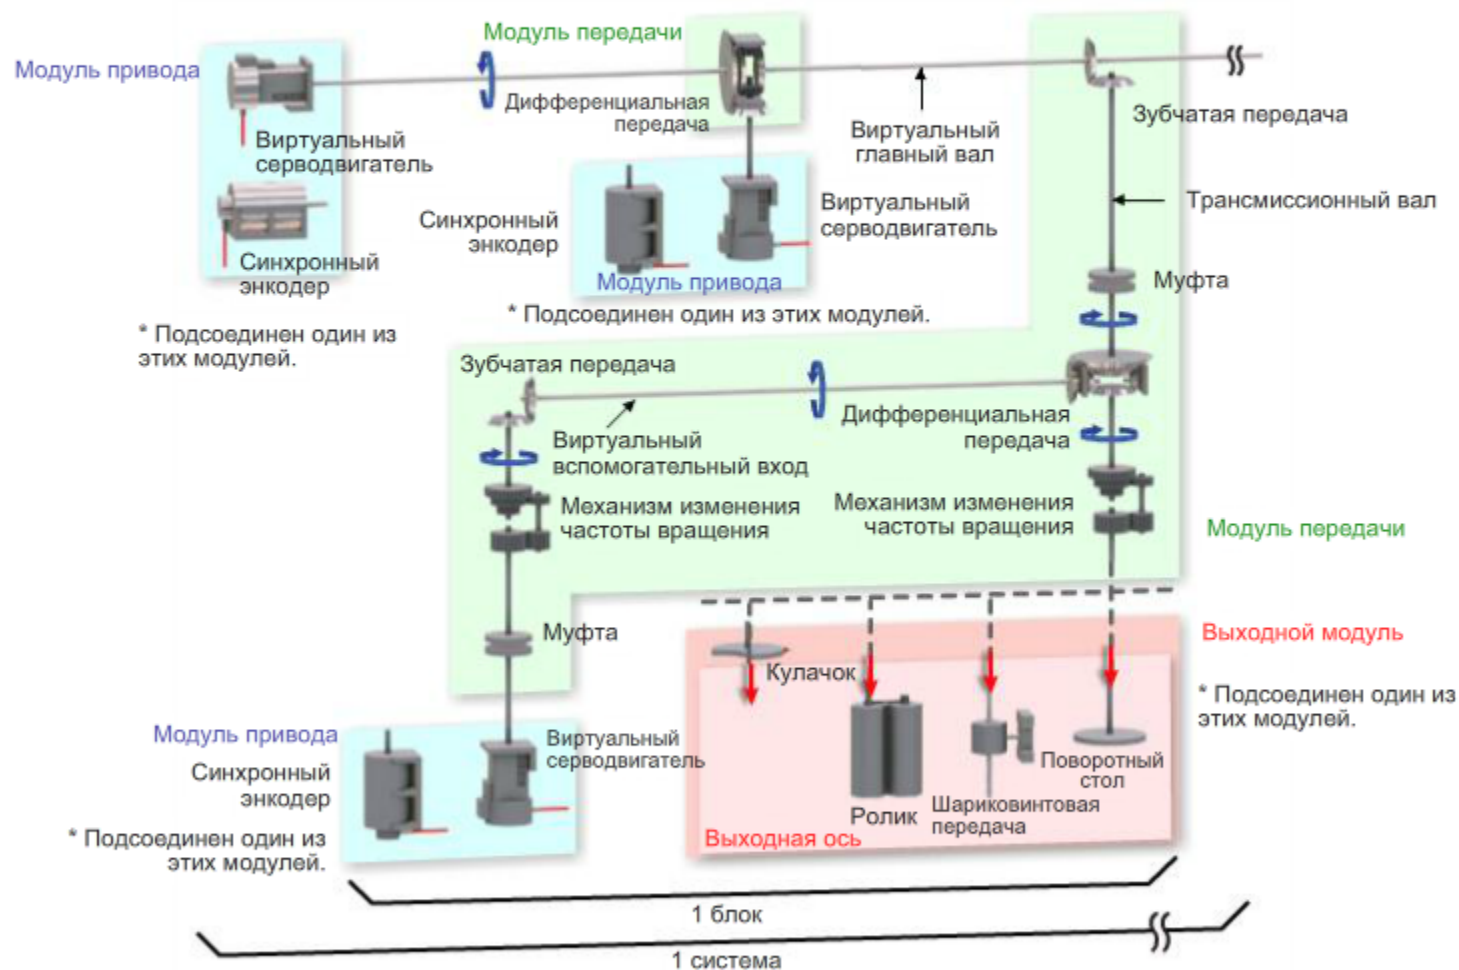 Модуль передачи
Модуль привода
Дифференциальная
передача
Виртуальный
серводвигатель
Виртуальный
главный вал
Зубчатая передача
Синхронный
энкодер
Виртуальный
серводвигатель
Трансмиссионный вал
Синхронный
энкодер
Модуль привода
Муфта
* Подсоединен один из
этих модулей.
* Подсоединен один из этих модулей.
Зубчатая передача
Виртуальный
вспомогательный вход
Дифференциальная
передача
Механизм изменения
частоты вращения
Механизм изменения
частоты вращения
Модуль передачи
Муфта
Выходной модуль
Кулачок
* Подсоединен один из
этих модулей.
Модуль привода
Виртуальный
серводвигатель
Синхронный
энкодер
Поворотный
стол
Ролик
Шариковинтовая
передача
* Подсоединен один из
этих модулей.
Выходная ось
1 блок
1 система